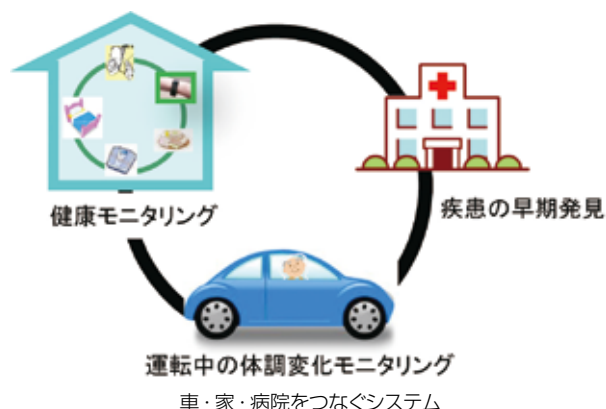 健康モニタリング
疾患の早期発見
運転中の体調変化モニタリング
車・家・病院をつなぐシステム